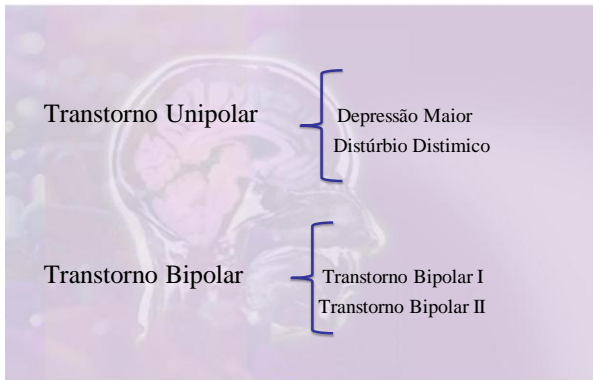 Transtorno Unipolar
Depressão Maior
Distúrbio Distimico
Transtorno Bipolar
Transtorno Bipolar I
Transtorno Bipolar II